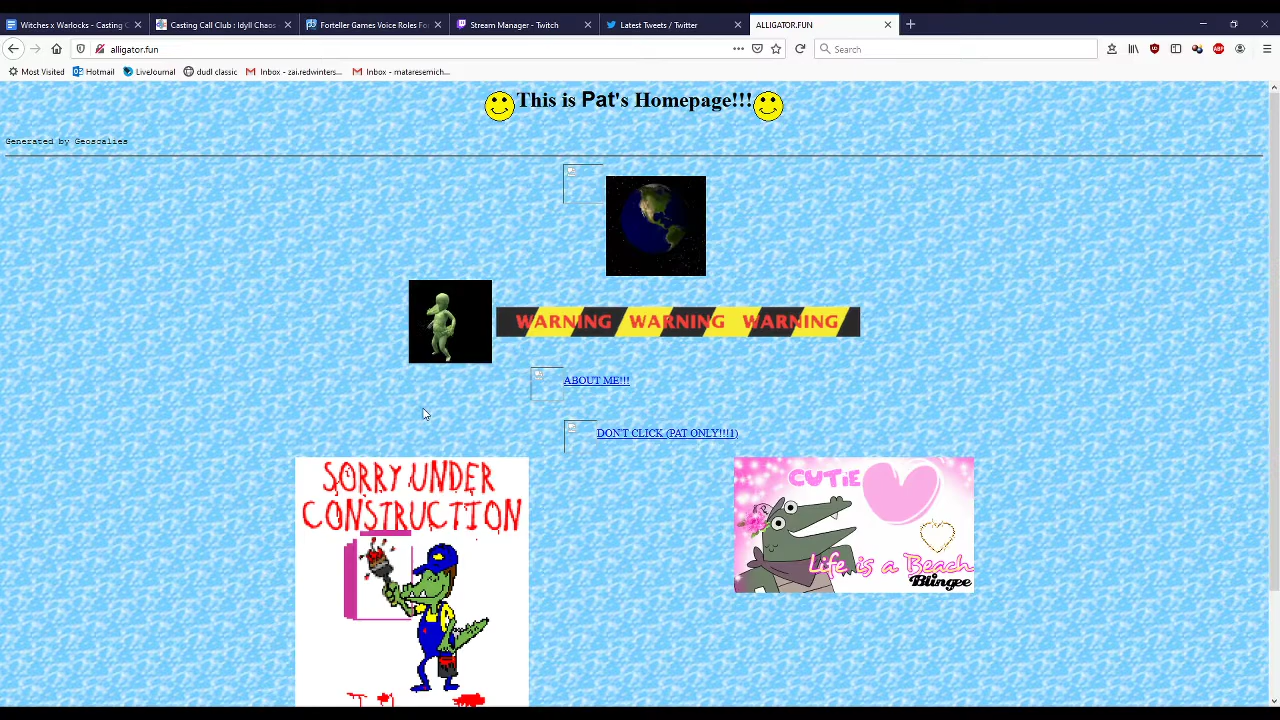 Witches x Warlocks - Casting C
Casting Call Club : Idyll Chaos
Forteller Games Voice Roles For
Stream Manager - Twitch
Latest Tweets / Twitter
ALLIGATOR.FUN
alligator.fun
Search
Most Visited
Hotmail
LiveJournal
dudl classic
Inbox - zai.redwinters...
Inbox - mataresemich...
ABP
This is Pat's Homepage!!!
Generated by Geoscalies
WARNING WARNING WARNING
ABOUT ME!!!
DON'T CLICK (PAT ONLY!!!1)
SORRY UNDER
CONSTRUCTION
CUTiE
Life is a Beach
Blingee